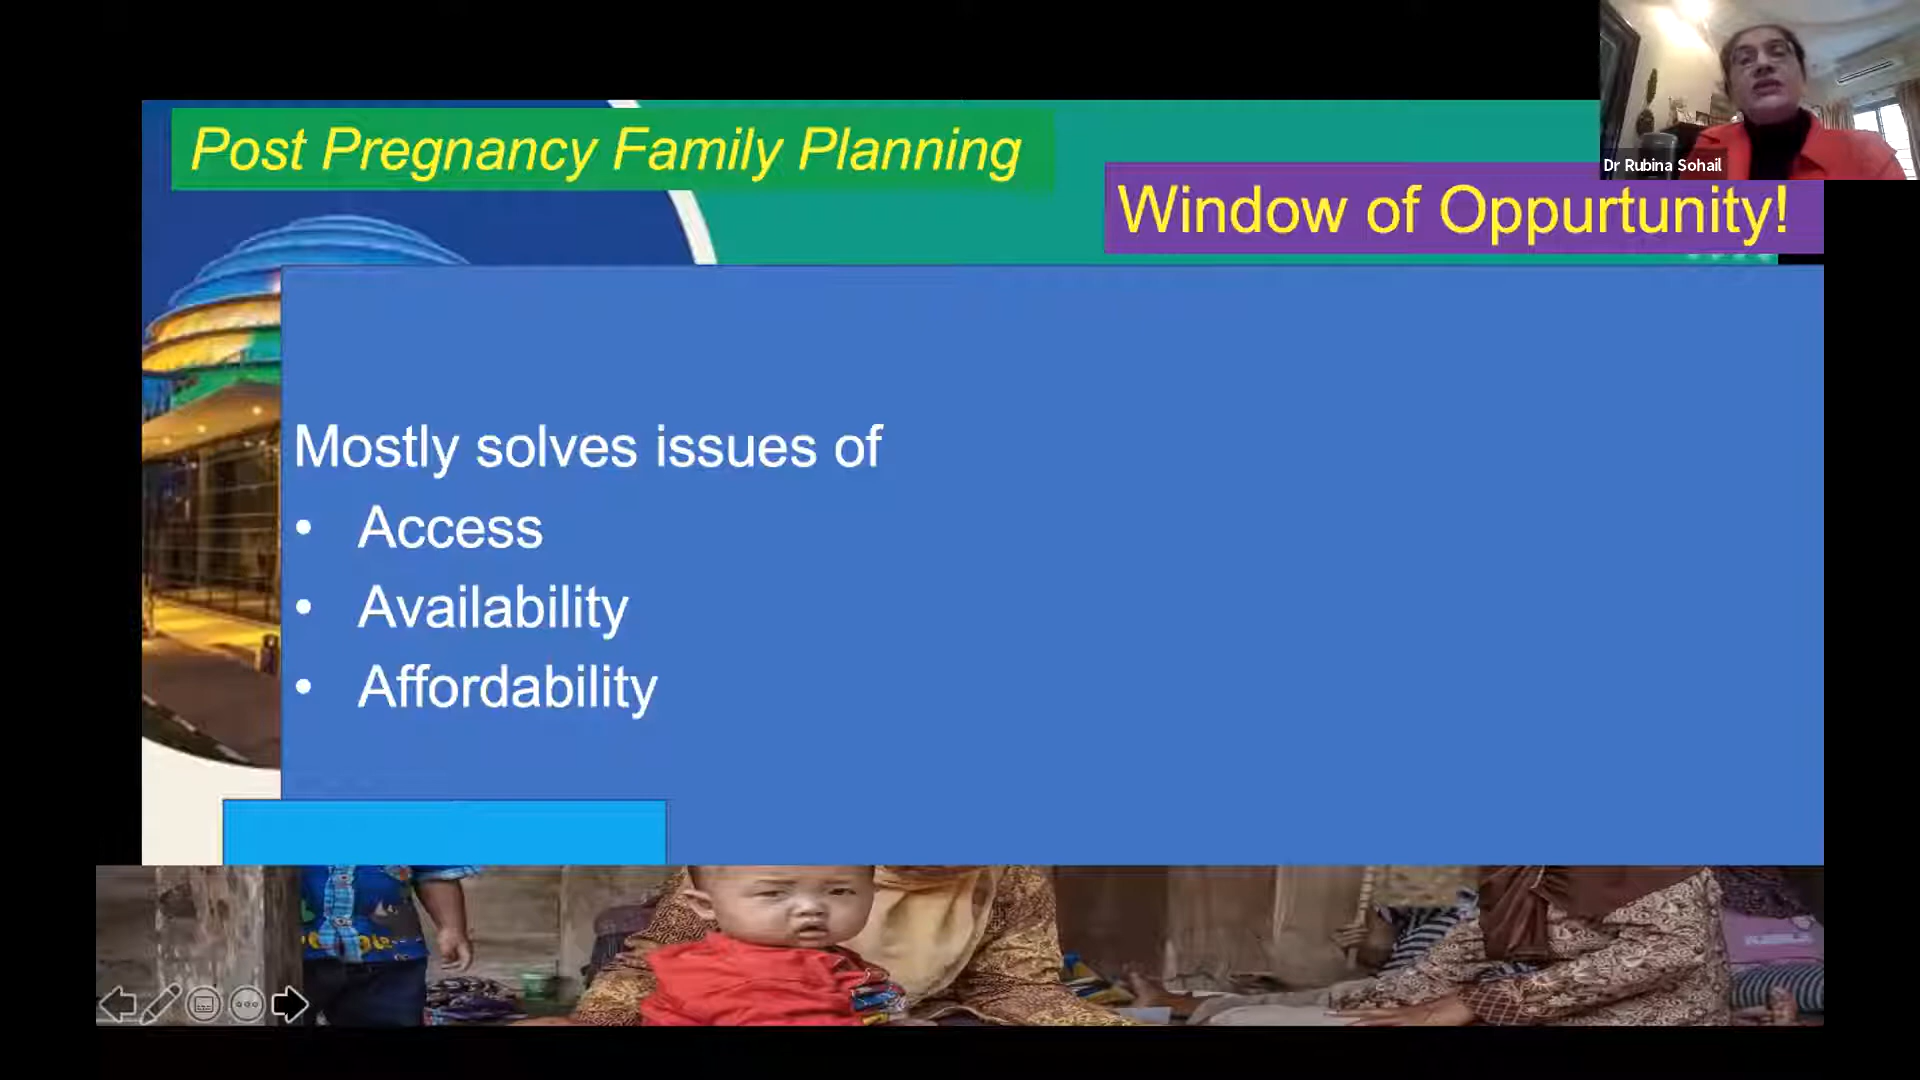 Post Pregnancy Family Planning
Dr Rubina Sohail
Window of Oppurtunity!
Mostly solves issues of
• Access
• Availability
• Affordability